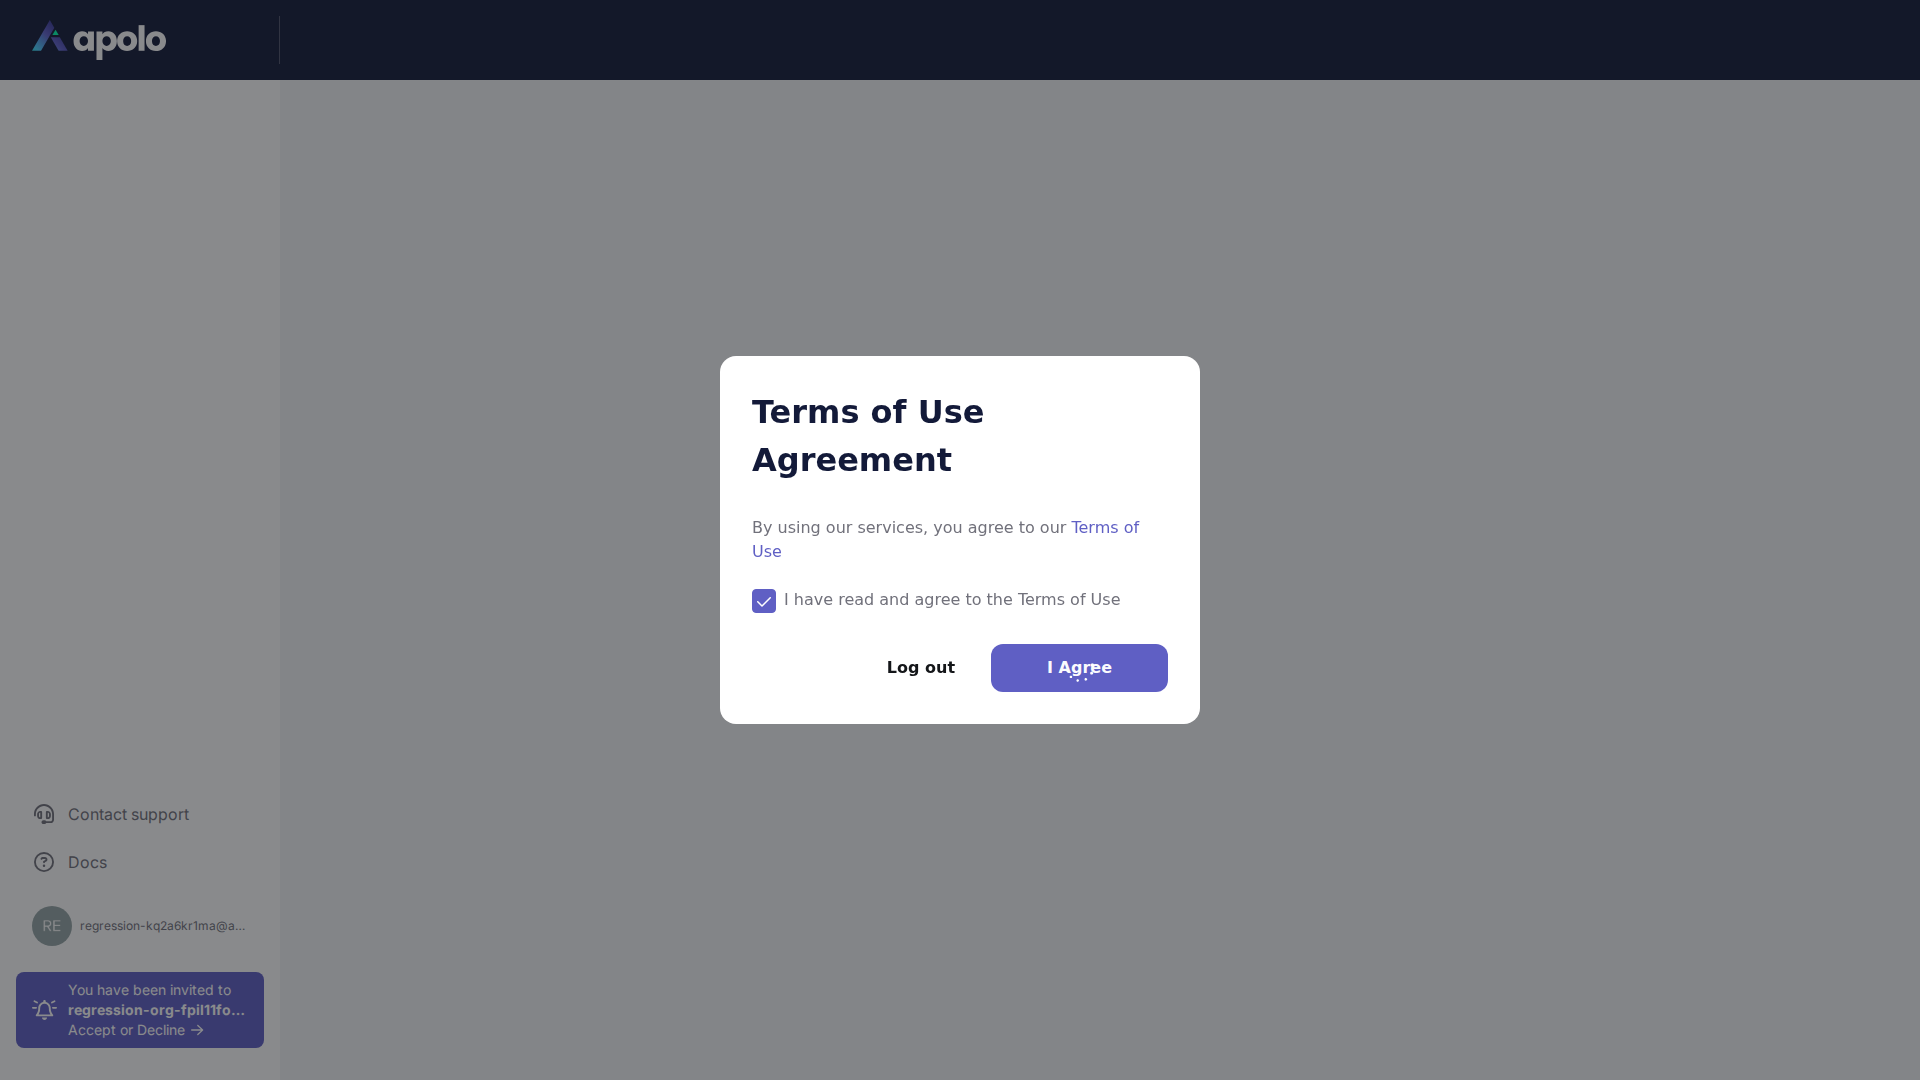 apolo
Terms of Use
Agreement
By using our services, you agree to our Terms of
Use
I have read and agree to the Terms of Use
Log out
I Agree
Contact support
Docs
RE
regression-kq2a6kr1ma@a...
You have been invited to
regression-org-fpil11fo...
Accept or Decline →